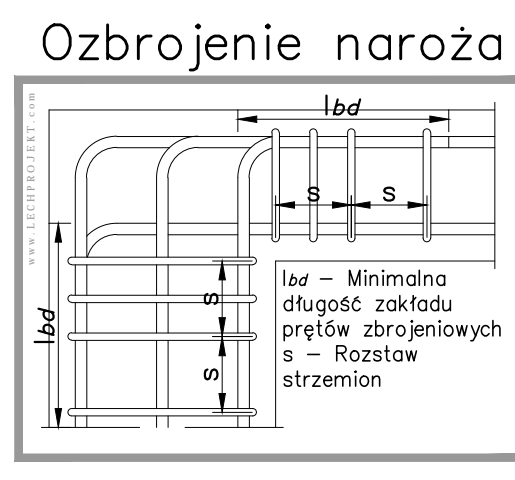 Ozbrojenie naroża
www.LECHPROJEKT.com
lbd
s
s
lbd
s
s
lbd – Minimalna
długość zakładu
prętów zbrojeniowych
s – Rozstaw
strzemion